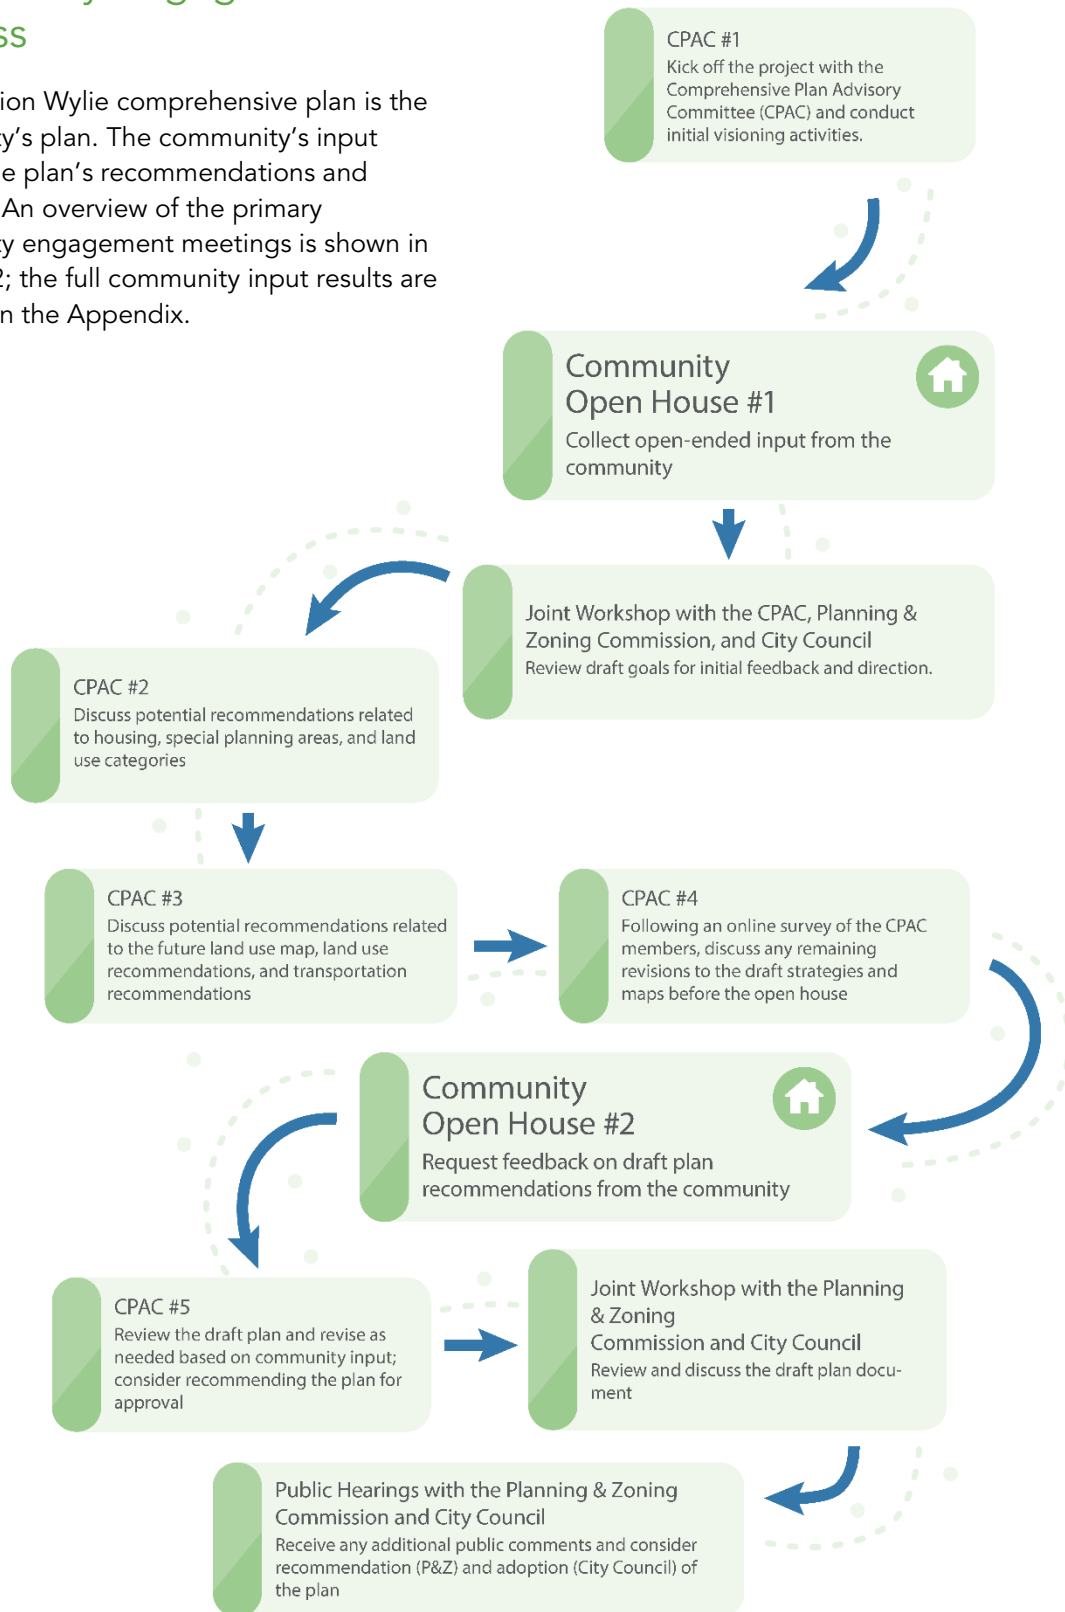 ss
ion Wylie comprehensive plan is the
ty's plan. The community's input
e plan's recommendations and
An overview of the primary
ty engagement meetings is shown in
2; the full community input results are
n the Appendix.
CPAC #1
Kick off the project with the
Comprehensive Plan Advisory
Committee (CPAC) and conduct
initial visioning activities.
Community
Open House #1
Collect open-ended input from the
community
Joint Workshop with the CPAC, Planning &
Zoning Commission, and City Council
Review draft goals for initial feedback and direction.
CPAC #2
Discuss potential recommendations related
to housing, special planning areas, and land
use categories
CPAC #3
Discuss potential recommendations related
to the future land use map, land use
recommendations, and transportation
recommendations
CPAC #4
Following an online survey of the CPAC
members, discuss any remaining
revisions to the draft strategies and
maps before the open house
Community
Open House #2
Request feedback on draft plan
recommendations from the community
CPAC #5
Review the draft plan and revise as
needed based on community input;
consider recommending the plan for
approval
Joint Workshop with the Planning
& Zoning
Commission and City Council
Review and discuss the draft plan docu-
ment
Public Hearings with the Planning & Zoning
Commission and City Council
Receive any additional public comments and consider
recommendation (P&Z) and adoption (City Council) of
the plan